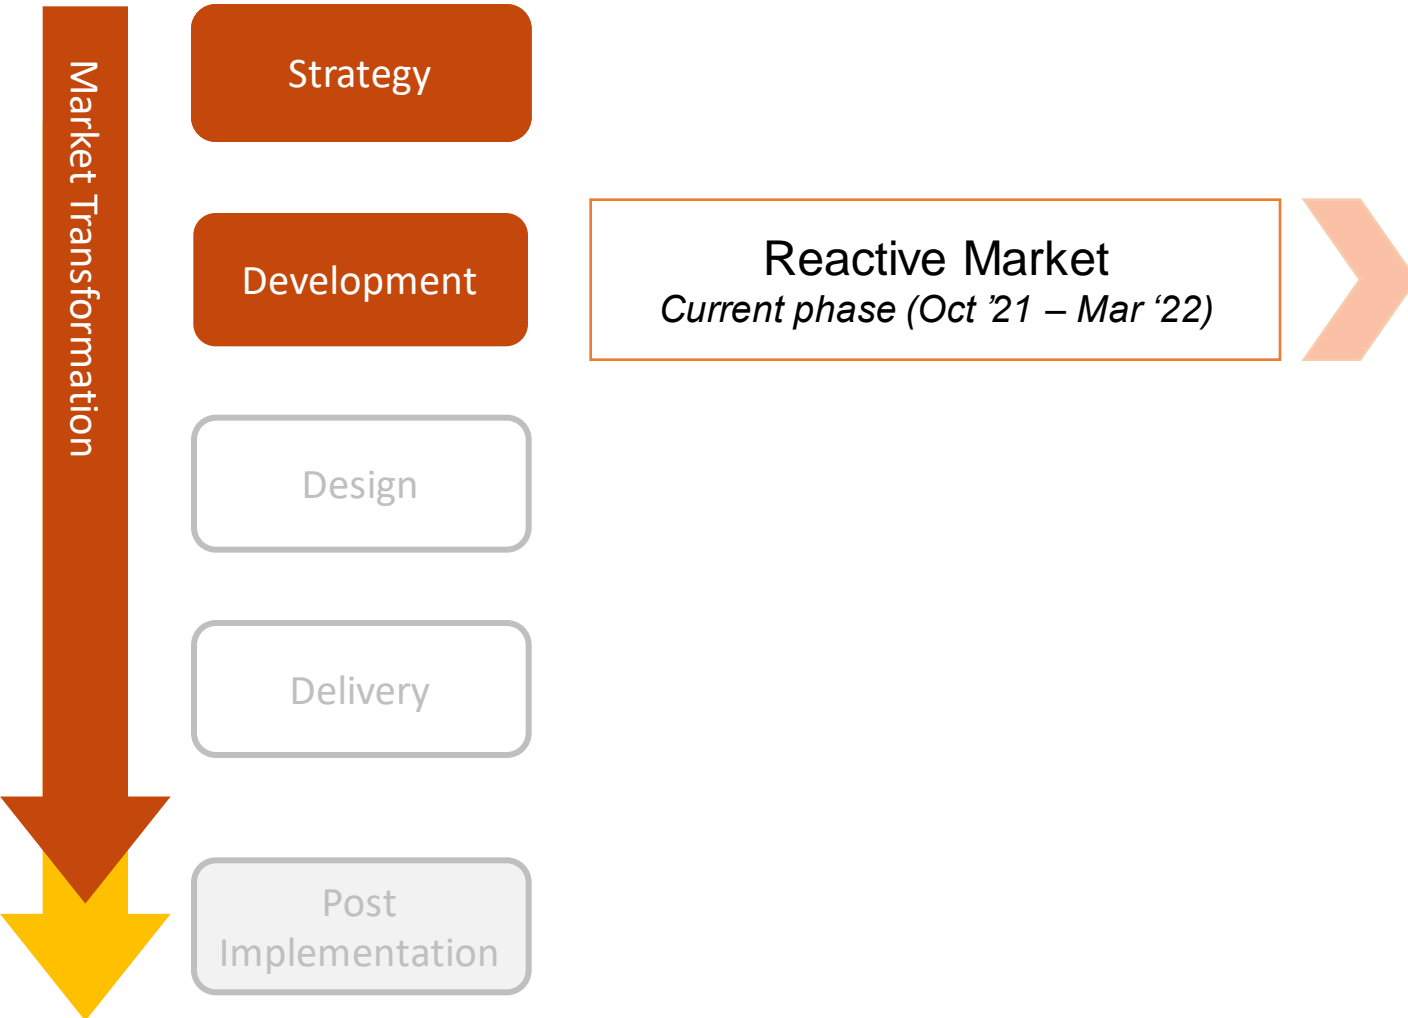 Market Transformation
Strategy
Development
Reactive Market
Current phase (Oct ’21 – Mar ‘22)
Design
Delivery
Post
Implementation